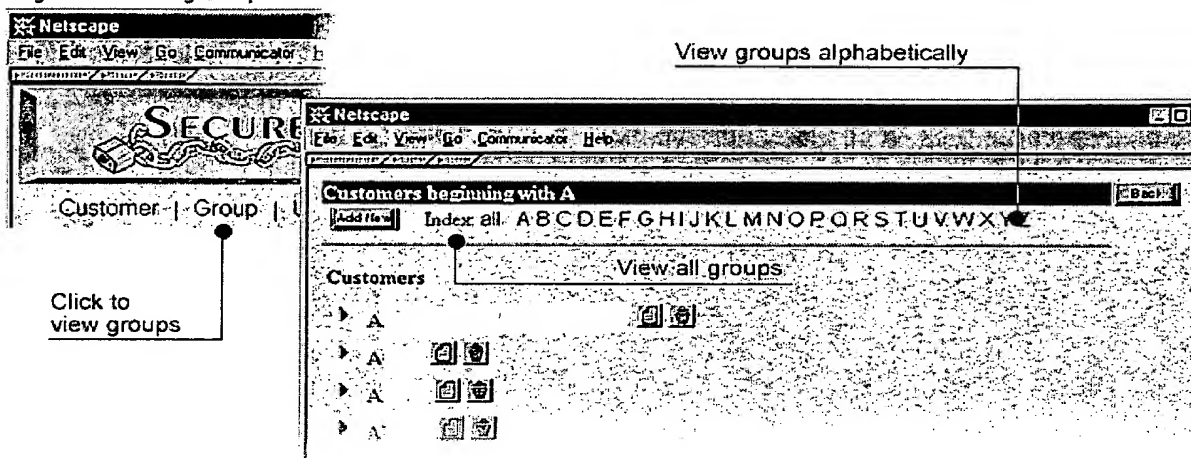 Netscape
File Edit View Go Communicator
SECURE
Customer | Group |
Click to
view groups
View groups alphabetically
Netscape
File Edit View Go Communicator Help
Customers beginning with A
Back
Add New Index: all A B C D E F G H I J K L M N O P Q R S T U V W X Y Z
View all groups
Customers
A
A
A
A